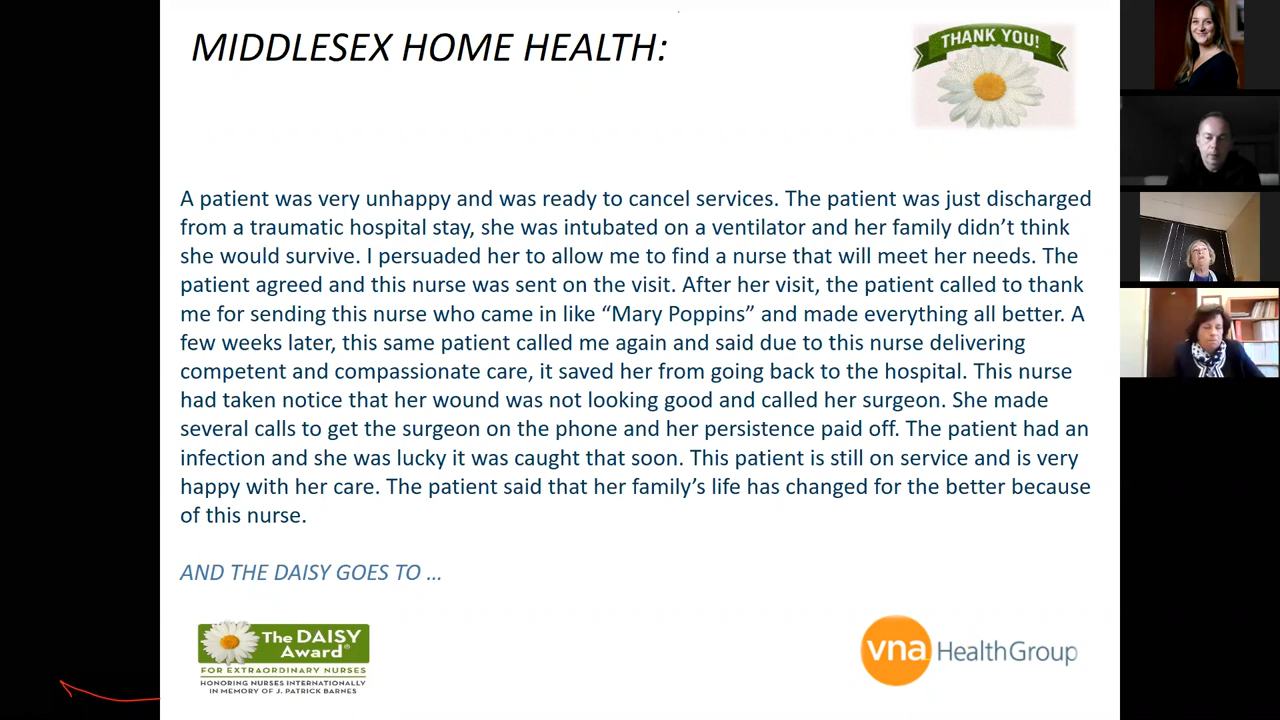 MIDDLESEX HOME HEALTH:
THANK YOU!
A patient was very unhappy and was ready to cancel services. The patient was just discharged
from a traumatic hospital stay, she was intubated on a ventilator and her family didn’t think
she would survive. I persuaded her to allow me to find a nurse that will meet her needs. The
patient agreed and this nurse was sent on the visit. After her visit, the patient called to thank
me for sending this nurse who came in like “Mary Poppins” and made everything all better. A
few weeks later, this same patient called me again and said due to this nurse delivering
competent and compassionate care, it saved her from going back to the hospital. This nurse
had taken notice that her wound was not looking good and called her surgeon. She made
several calls to get the surgeon on the phone and her persistence paid off. The patient had an
infection and she was lucky it was caught that soon. This patient is still on service and is very
happy with her care. The patient said that her family’s life has changed for the better because
of this nurse.
AND THE DAISY GOES TO …
The DAISY
Award®
FOR EXTRAORDINARY NURSES
HONORING NURSES INTERNATIONALLY
IN MEMORY OF J. PATRICK BARNES
vna HealthGroup